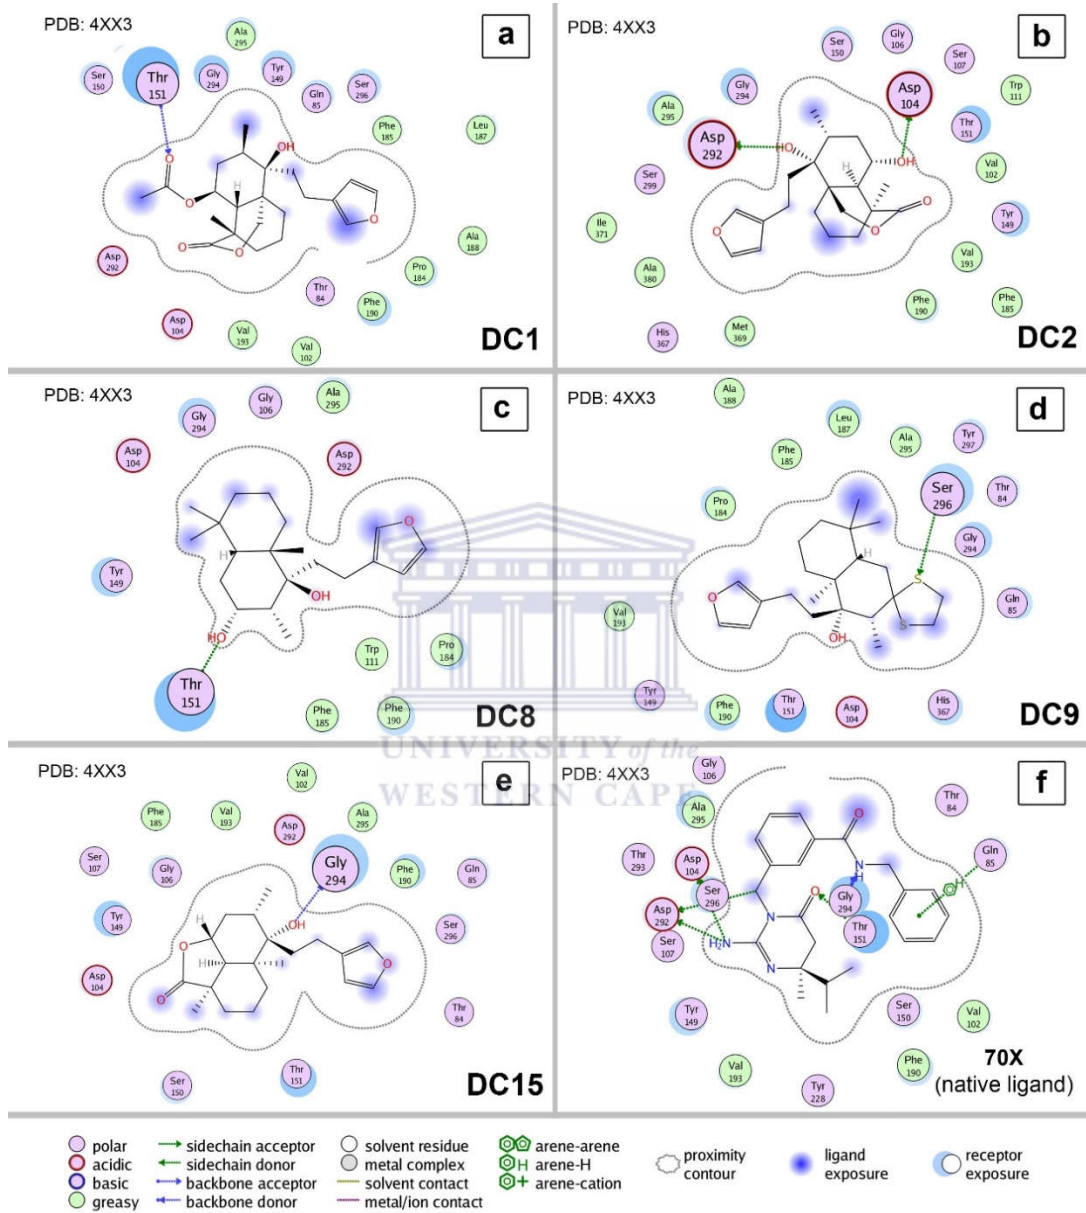 PDB: 4XX3
a
Ala
295
Ser
150
Thr
151
Gly
294
Tyr
149
Gln
85
Ser
296
Phe
185
Leu
187
OH
O
O
O
H
O
O
Asp
292
Asp
104
Val
193
Val
102
Thr
84
Phe
190
Pro
184
Ala
188
DC1
PDB: 4XX3
b
Ser
150
Gly
106
Ser
107
Gly
294
Asp
104
Trp
111
Ala
295
Asp
292
Thr
151
HO
OH
H
O
O
O
Val
102
Ser
299
Tyr
149
Ile
371
Val
193
Ala
380
Phe
190
Phe
185
His
367
Met
369
DC2
PDB: 4XX3
c
Gly
106
Ala
295
Gly
294
Asp
104
Asp
292
O
H
OH
HO
Tyr
149
Thr
151
Trp
111
Pro
184
Phe
185
Phe
190
DC8
PDB: 4XX3
d
Ala
188
Leu
187
Phe
185
Ala
295
Tyr
297
Ser
296
Thr
84
Pro
184
Gly
294
H
S
S
O
OH
Gln
85
Val
193
Tyr
149
Phe
190
Thr
151
Asp
104
His
367
DC9
UNIVERSITY of the
WESTERN CAPE
PDB: 4XX3
e
Val
102
Phe
185
Val
193
Asp
292
Ala
295
Ser
107
Gly
106
Gly
294
Phe
190
Gln
85
Tyr
149
H
OH
O
H
O
O
Ser
296
Asp
104
Thr
84
Ser
150
Thr
151
DC15
PDB: 4XX3
f
Gly
106
Ala
295
Thr
84
Thr
293
Asp
104
Ser
296
Gln
85
O
N
H
H
O
Gly
294
Asp
292
Thr
151
Ser
107
H₂N
N
N
Tyr
149
Ser
150
Val
102
Val
193
Tyr
228
Phe
190
70X
(native ligand)
polar
acidic
basic
greasy
sidechain acceptor
sidechain donor
backbone acceptor
backbone donor
solvent residue
metal complex
solvent contact
metal/ion contact
arene-arene
H arene-H
+ arene-cation
proximity
contour
ligand
exposure
receptor
exposure